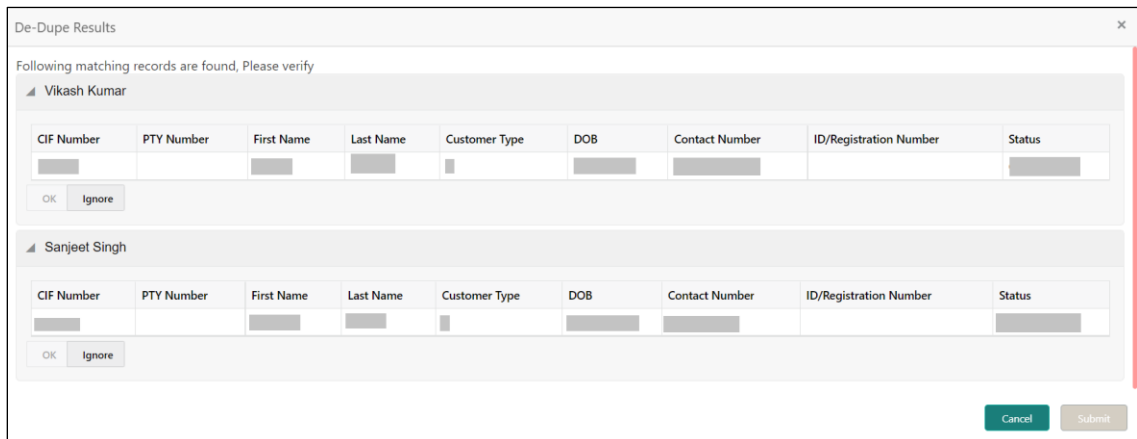 De-Dupe Results ×
Following matching records are found, Please verify
Vikash Kumar
CIF Number PTY Number First Name Last Name Customer Type DOB Contact Number ID/Registration Number Status
OK Ignore
Sanjeet Singh
CIF Number PTY Number First Name Last Name Customer Type DOB Contact Number ID/Registration Number Status
OK Ignore
Cancel Submit